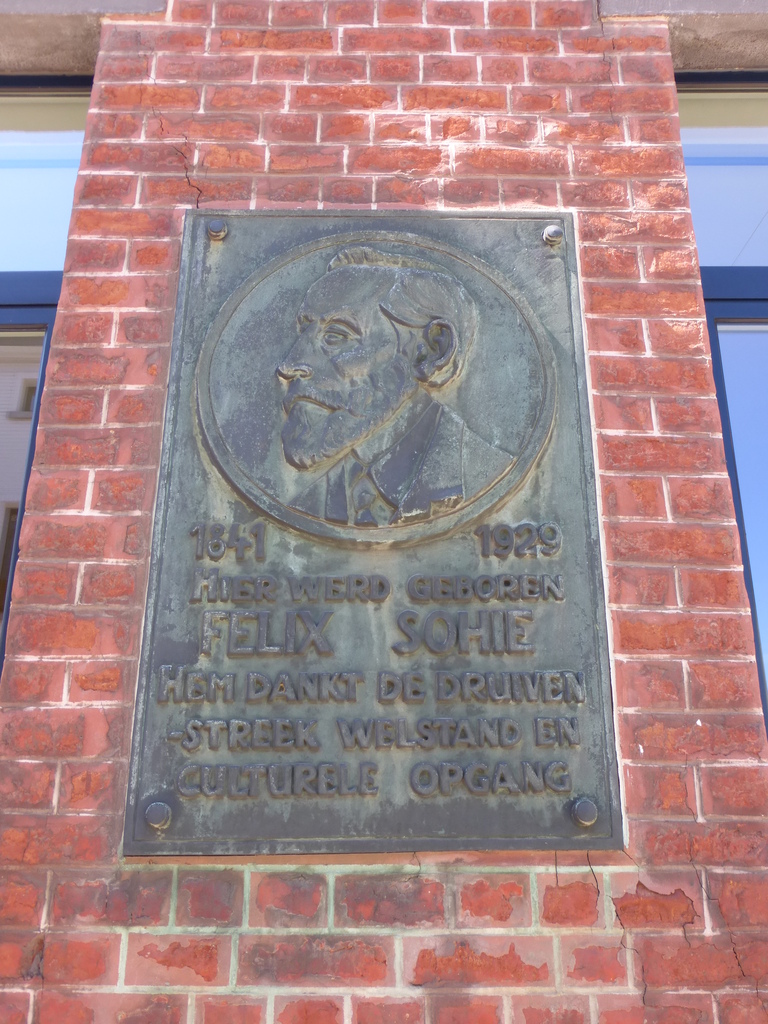 1841 1929
HIER WERD GEBOREN
FELIX SOHIE
HEM DANKT DE DRUIVEN
-STREEK WELSTAND EN
CULTURELE OPGANG